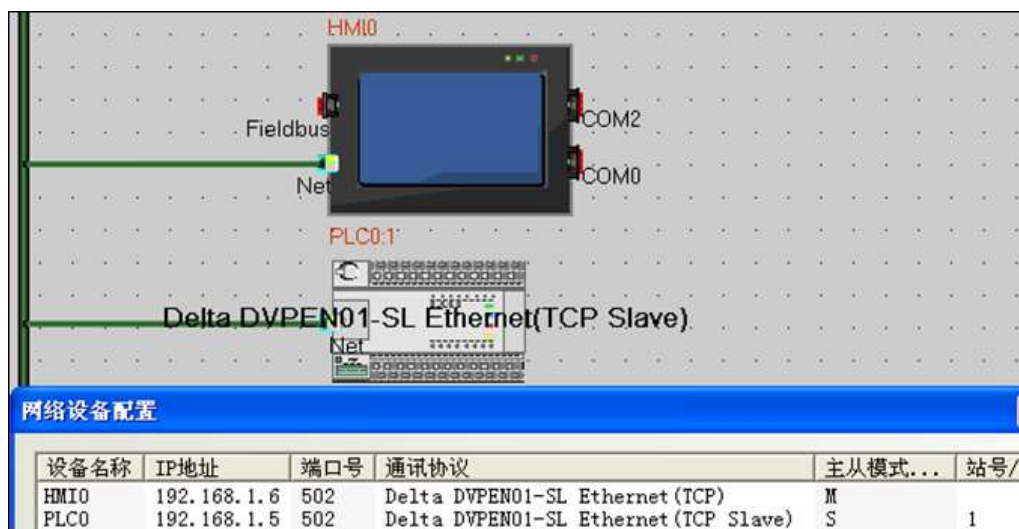 HMI0
COM2
Fieldbus
COM0
Net
PLC0:1
Delta DVPEN01-SL Ethernet(TCP Slave)
Net
网络设备配置
设备名称 IP地址 端口号 通讯协议 主从模式... 站号/
HMI0 192.168.1.6 502 Delta DVPEN01-SL Ethernet(TCP) M
PLC0 192.168.1.5 502 Delta DVPEN01-SL Ethernet(TCP Slave) S 1